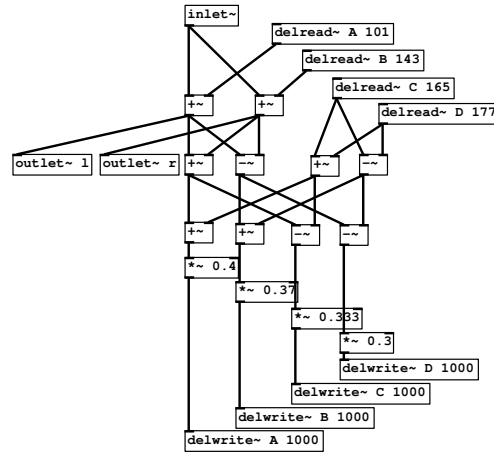 inlet~
delread~ A 101
delread~ B 143
delread~ C 165
delread~ D 177
+~
+~
outlet~ l
outlet~ r
+~
-~
+~
-~
+~
+~
-~
-~
*~ 0.4
*~ 0.37
*~ 0.333
*~ 0.3
delwrite~ D 1000
delwrite~ C 1000
delwrite~ B 1000
delwrite~ A 1000